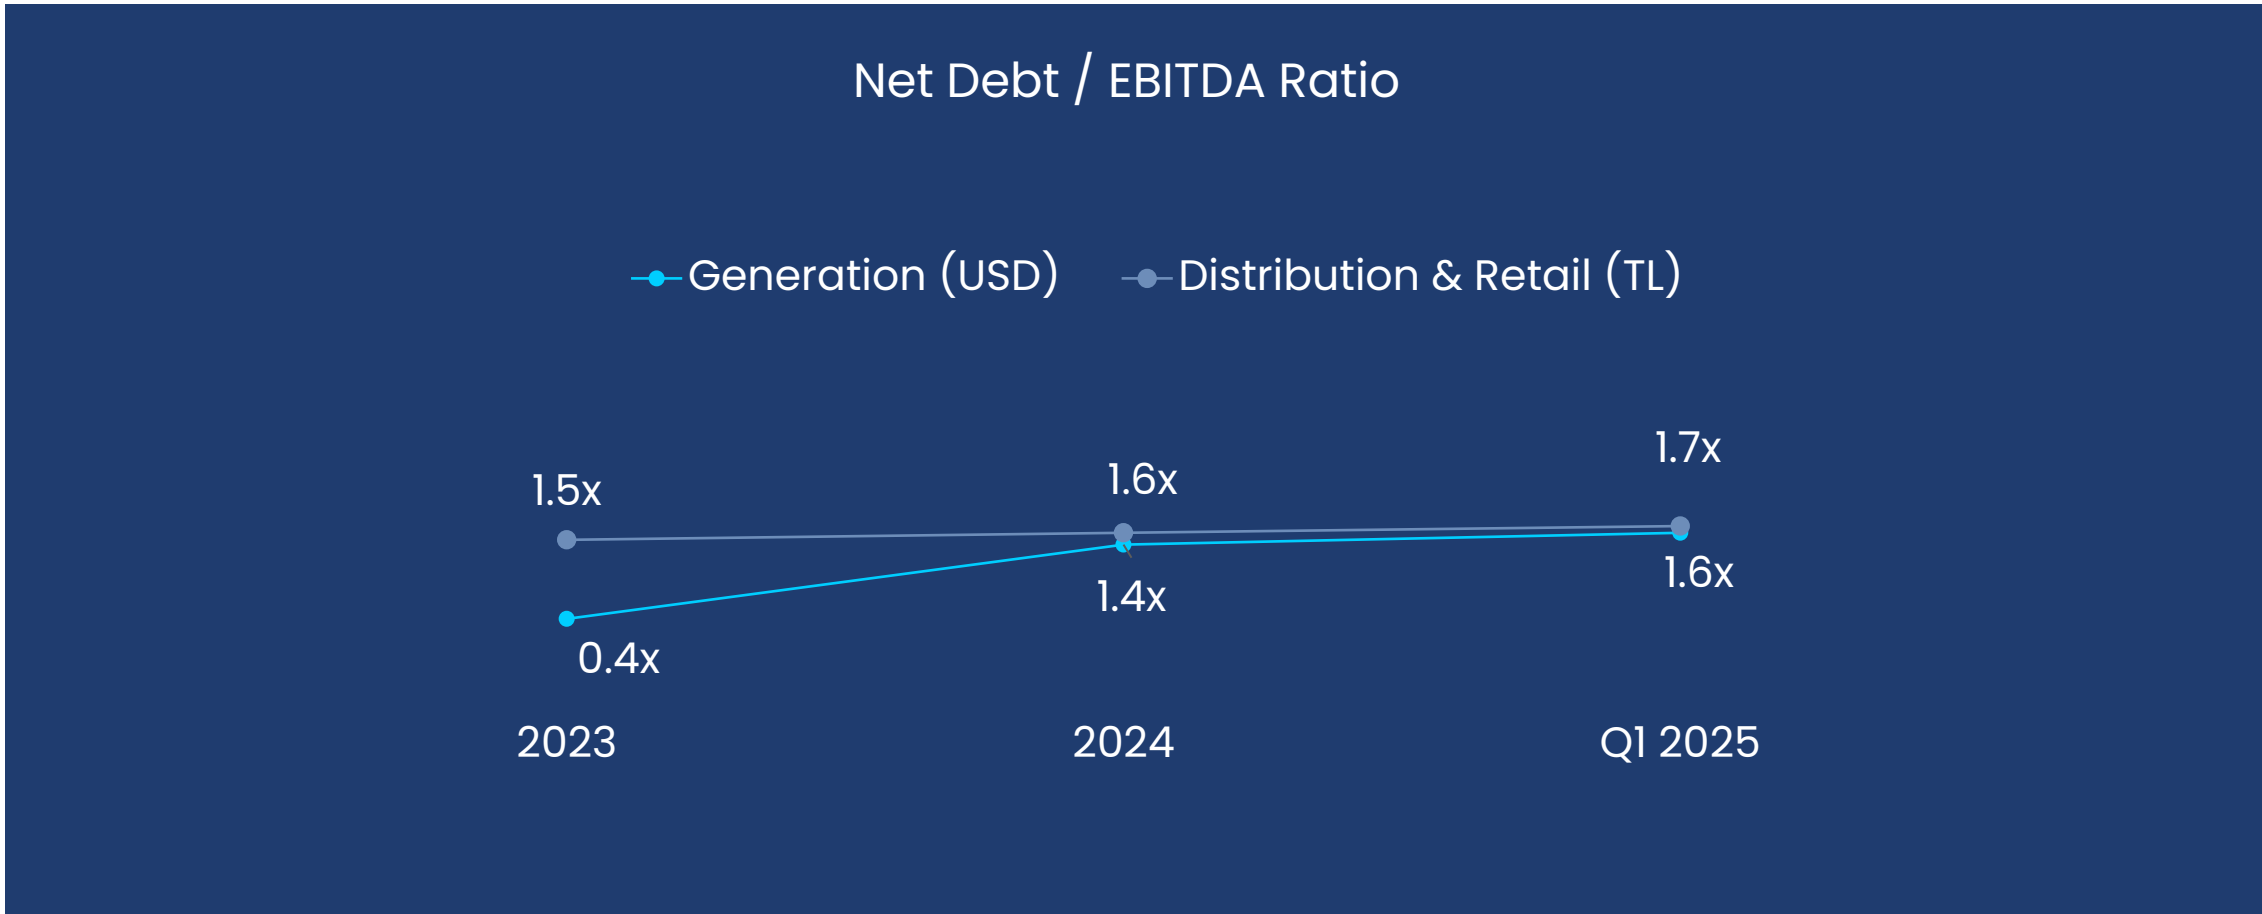 Net Debt / EBITDA Ratio
Generation (USD) Distribution & Retail (TL)
1.7x
1.6x
1.5x
1.6x
1.4x
0.4x
2023 2024 Q1 2025